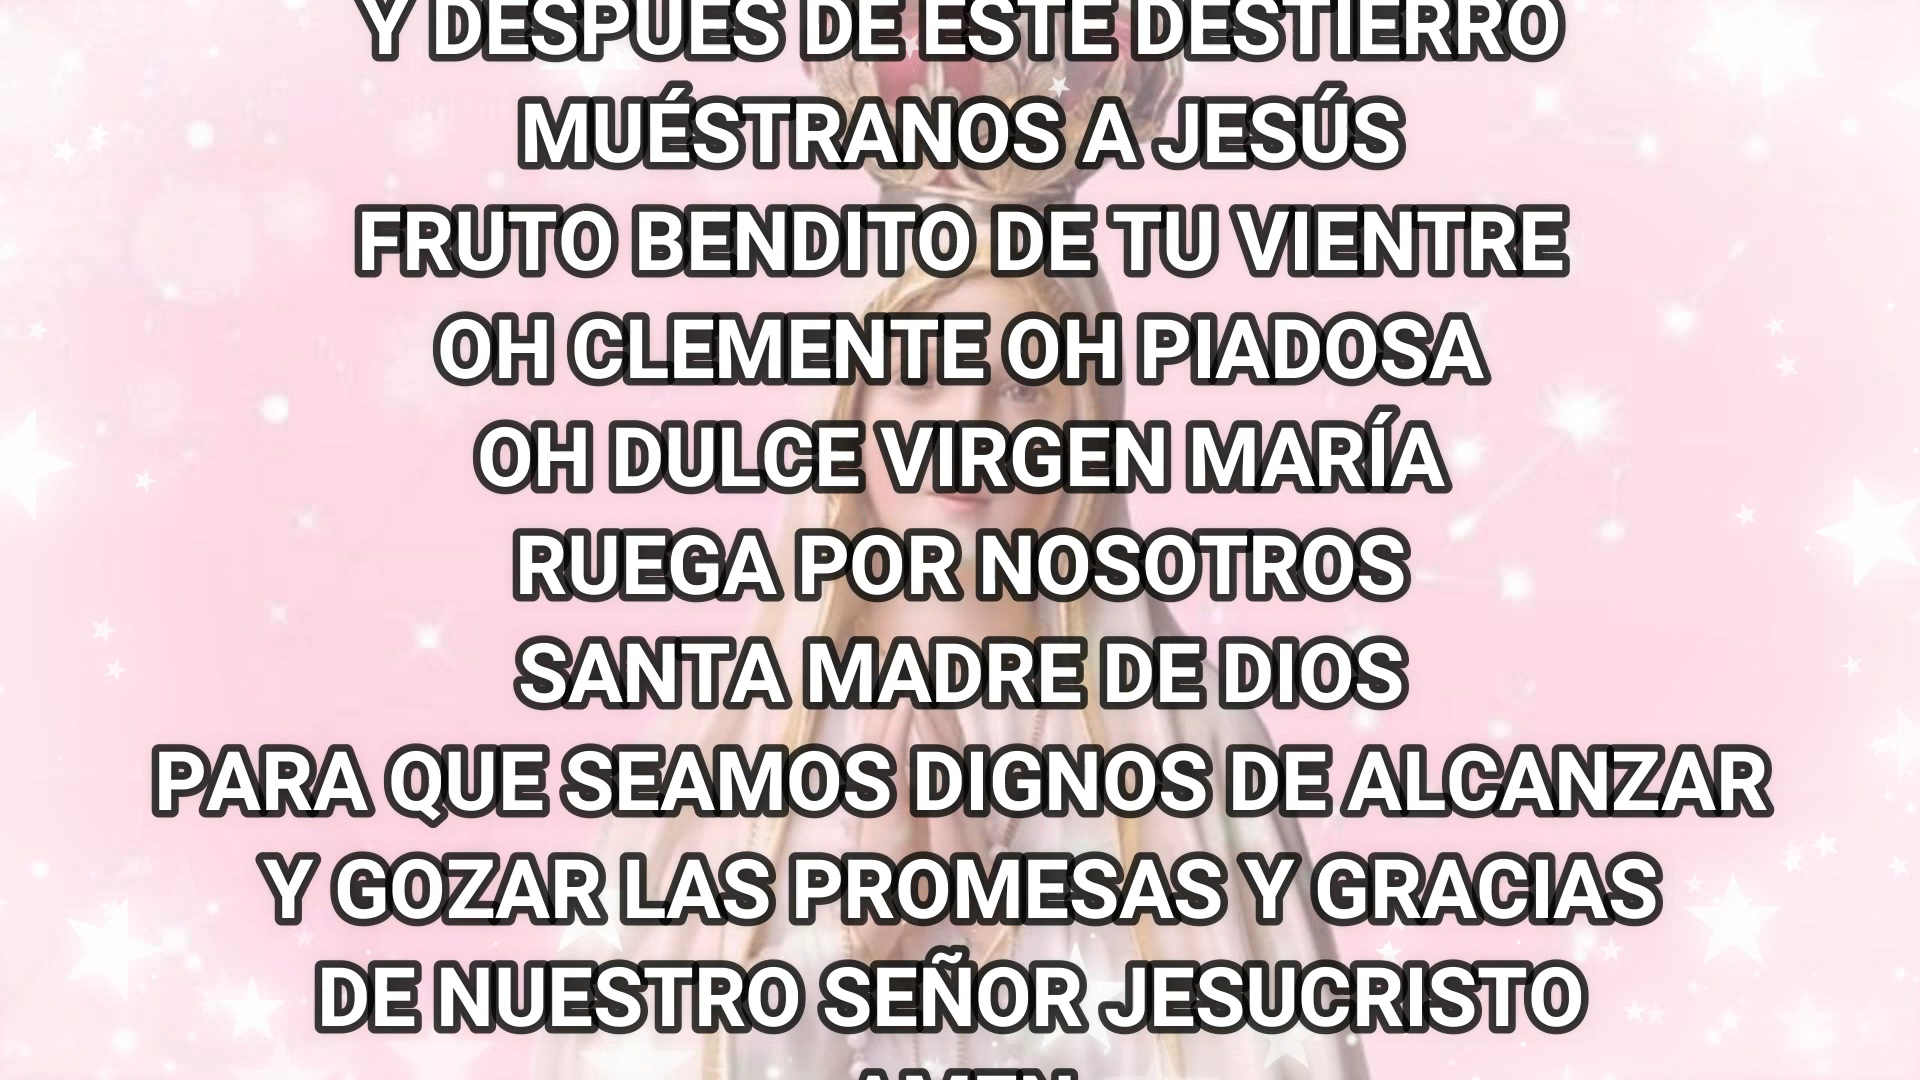 Y DESPUES DE ESTE DESTIERRO
MUÉSTRANOS A JESÚS
FRUTO BENDITO DE TU VIENTRE
OH CLEMENTE OH PIADOSA
OH DULCE VIRGEN MARÍA
RUEGA POR NOSOTROS
SANTA MADRE DE DIOS
PARA QUE SEAMOS DIGNOS DE ALCANZAR
Y GOZAR LAS PROMESAS Y GRACIAS
DE NUESTRO SEÑOR JESUCRISTO